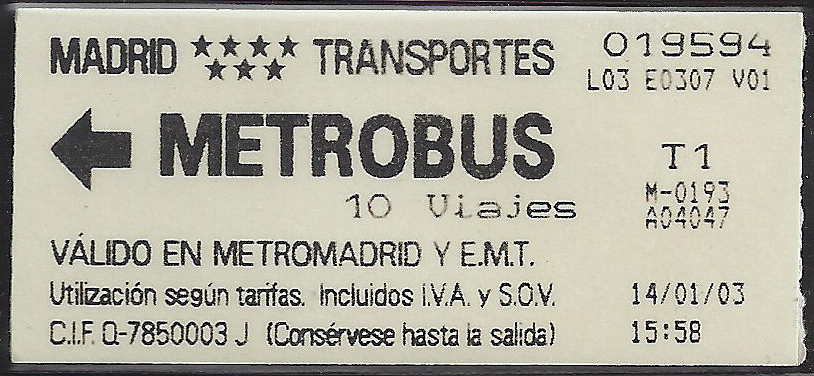 MADRID ★★★★★★★ TRANSPORTES
019594
L03 E0307 V01
METROBUS
10 Viajes
T1
M-0193
A04047
VÁLIDO EN METROMADRID Y E.M.T.
Utilización según tarifas. Incluidos I.V.A. y S.O.V.
14/01/03
C.I.F. Q-7850003 J (Consérvese hasta la salida)
15:58